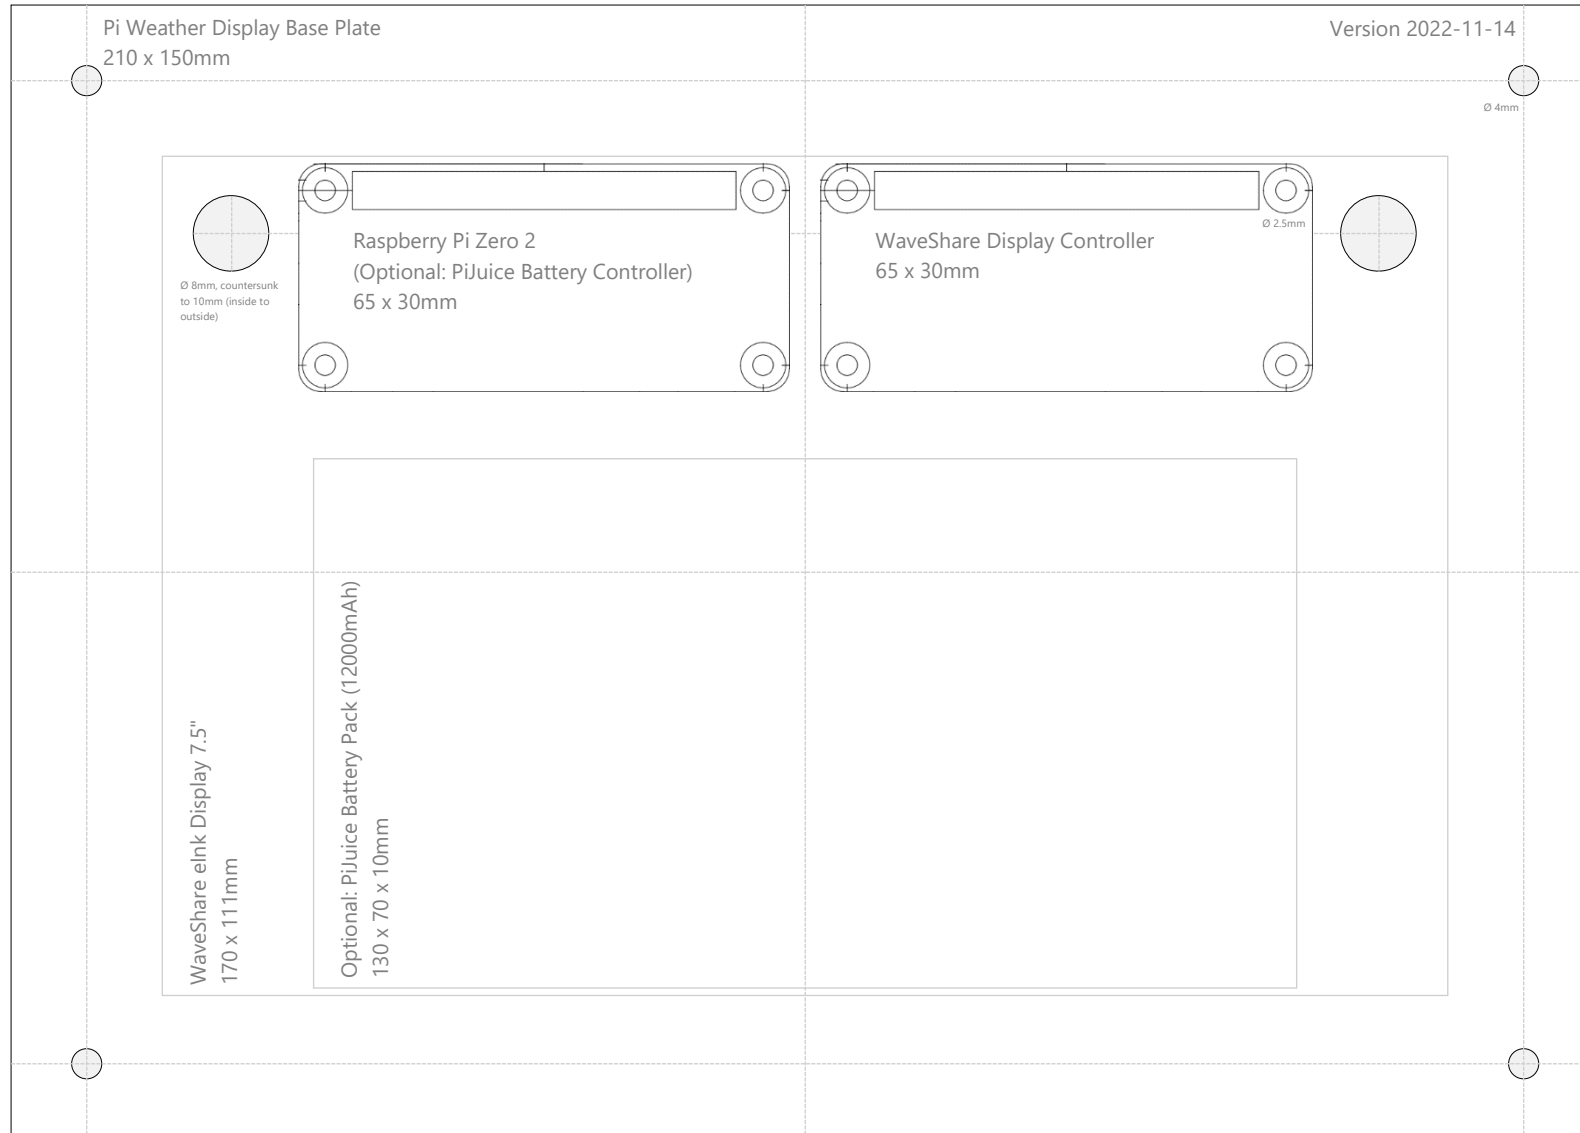 Pi Weather Display Base Plate
210 x 150mm
Version 2022-11-14
Ø 4mm
Raspberry Pi Zero 2
(Optional: PiJuice Battery Controller)
65 x 30mm
WaveShare Display Controller
65 x 30mm
Ø 2.5mm
Ø 8mm, countersunk
to 10mm (inside to
outside)
WaveShare eInk Display 7.5"
170 x 111mm
Optional: PiJuice Battery Pack (12000mAh)
130 x 70 x 10mm